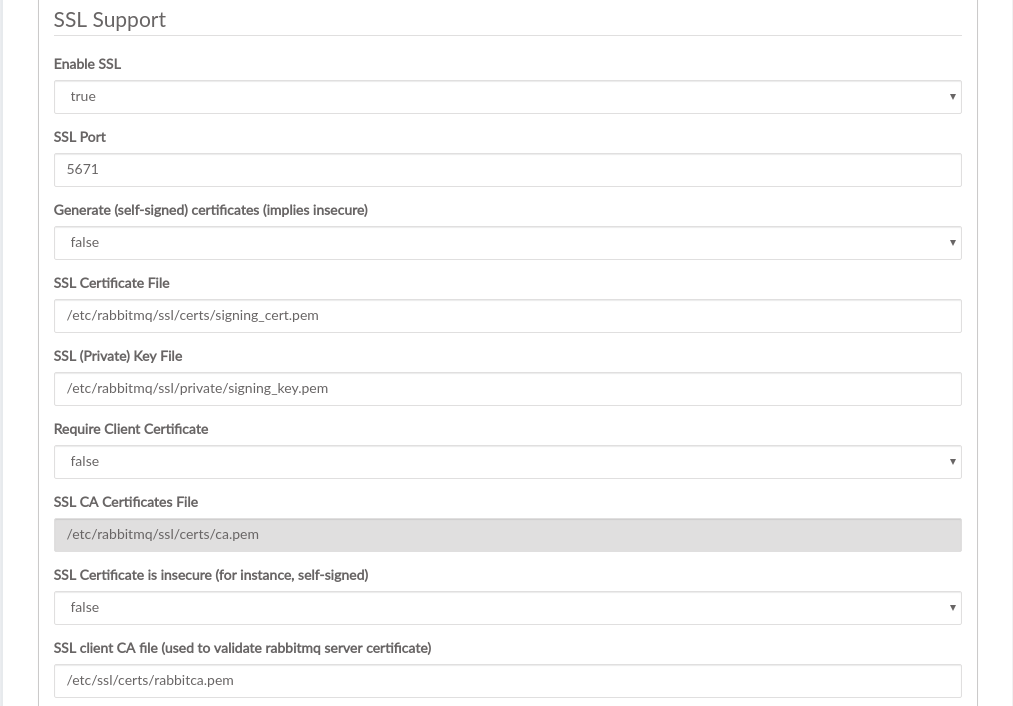 SSL Support
Enable SSL
true
SSL Port
5671
Generate (self-signed) certificates (implies insecure)
false
SSL Certificate File
/etc/rabbitmq/ssl/certs/signing_cert.pem
SSL (Private) Key File
/etc/rabbitmq/ssl/private/signing_key.pem
Require Client Certificate
false
SSL CA Certificates File
/etc/rabbitmq/ssl/certs/ca.pem
SSL Certificate is insecure (for instance, self-signed)
false
SSL client CA file (used to validate rabbitmq server certificate)
/etc/ssl/certs/rabbitca.pem